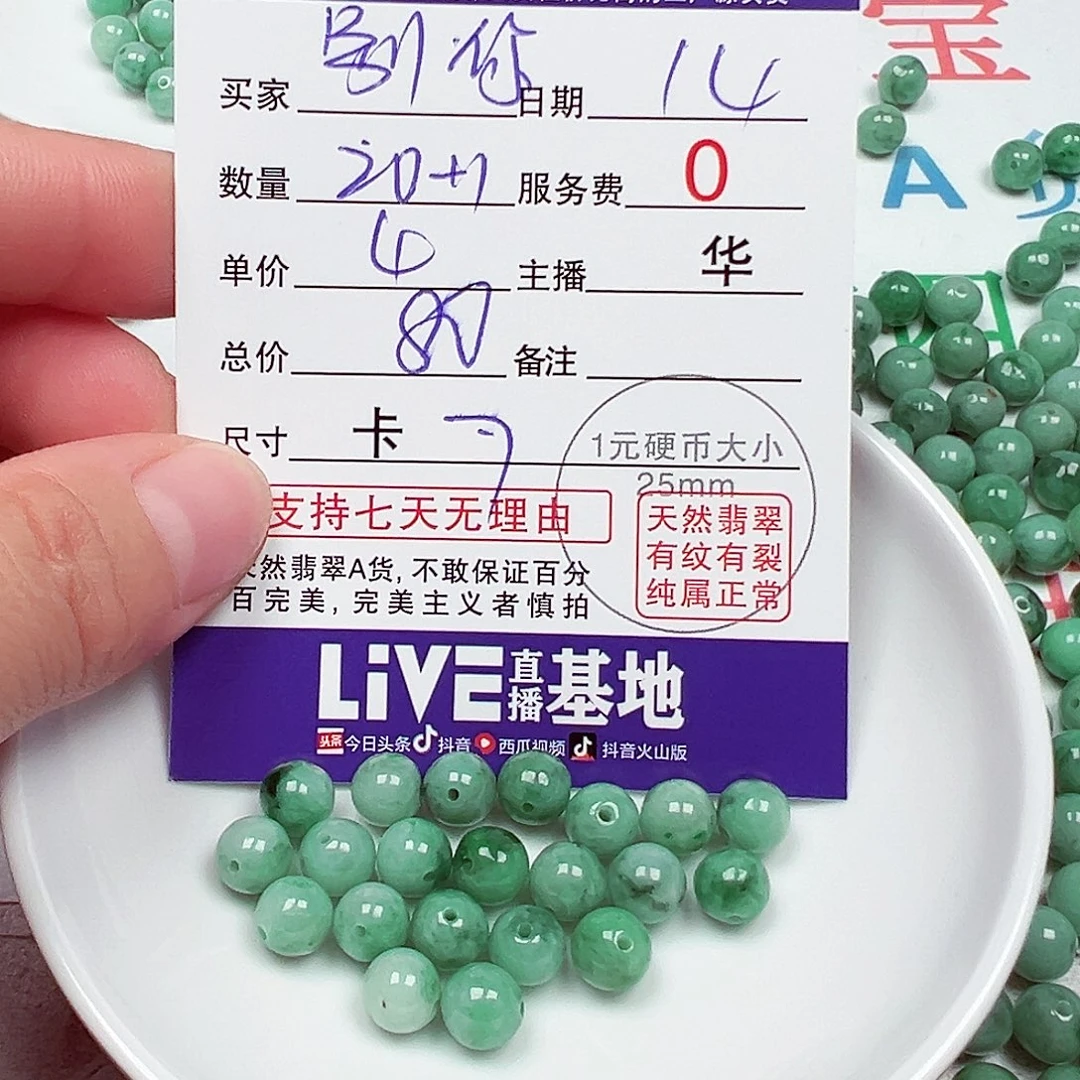 宝
A 货
买家 日期 14
数量 20+1 服务费 0
单价 4 主播 华
总价 80 备注
尺寸 卡 7
1元硬币大小
25mm
支持七天无理由
然翡翠A货,不敢保证百分
百完美,完美主义者慎拍
天然翡翠
有纹有裂
纯属正常
LiVE直播基地
头条 今日头条 抖音 西瓜视频 抖音火山版